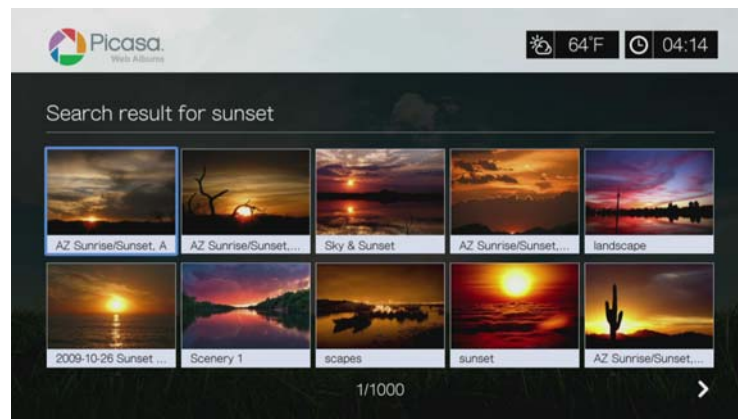 Picasa.
Web Albums
64°F
04:14
Search result for sunset
AZ Sunrise/Sunset, A
AZ Sunrise/Sunset,...
Sky & Sunset
AZ Sunrise/Sunset,...
landscape
2009-10-26 Sunset ...
Scenery 1
scapes
sunset
AZ Sunrise/Sunset,...
1/1000